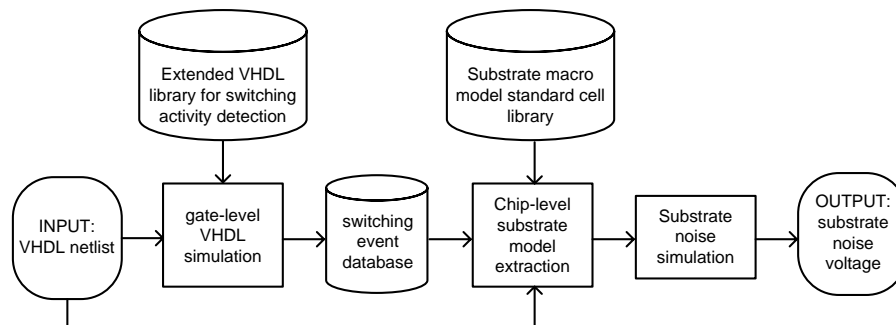 Extended VHDL
library for switching
activity detection
Substrate macro
model standard cell
library
INPUT:
VHDL netlist
gate-level
VHDL
simulation
switching
event
database
Chip-level
substrate
model
extraction
Substrate
noise
simulation
OUTPUT:
substrate
noise
voltage